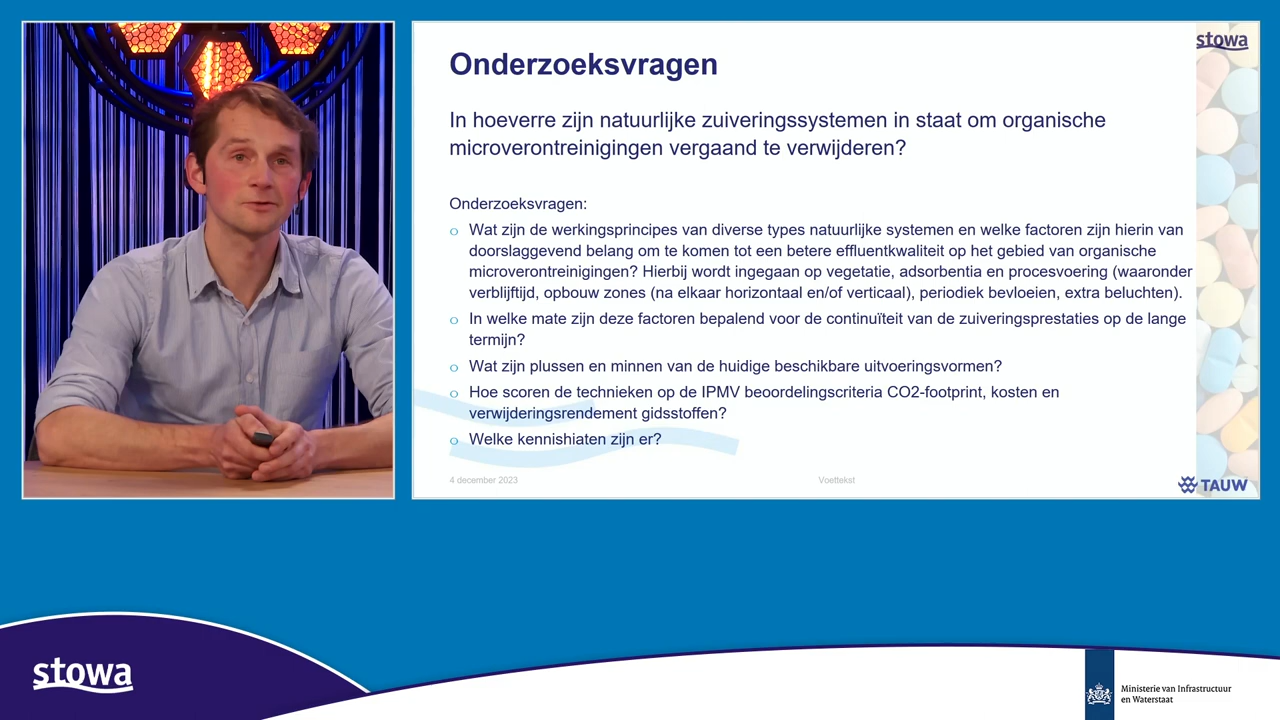 stowa
Onderzoeksvragen
In hoeverre zijn natuurlijke zuiveringssystemen in staat om organische
microverontreinigingen vergaand te verwijderen?
Onderzoeksvragen:
o Wat zijn de werkingsprincipes van diverse types natuurlijke systemen en welke factoren zijn hierin van
doorslaggevend belang om te komen tot een betere effluentkwaliteit op het gebied van organische
microverontreinigingen? Hierbij wordt ingegaan op vegetatie, adsorbentia en procesvoering (waaronder
verblijftijd, opbouw zones (na elkaar horizontaal en/of verticaal), periodiek bevloeien, extra beluchten).
o In welke mate zijn deze factoren bepalend voor de continuïteit van de zuiveringsprestaties op de lange
termijn?
o Wat zijn plussen en minnen van de huidige beschikbare uitvoeringsvormen?
o Hoe scoren de technieken op de IPMV beoordelingscriteria CO2-footprint, kosten en
verwijderingsrendement gidsstoffen?
o Welke kennishiaten zijn er?
4 december 2023
Voettekst
TAUW
stowa
Ministerie van Infrastructuur
en Waterstaat